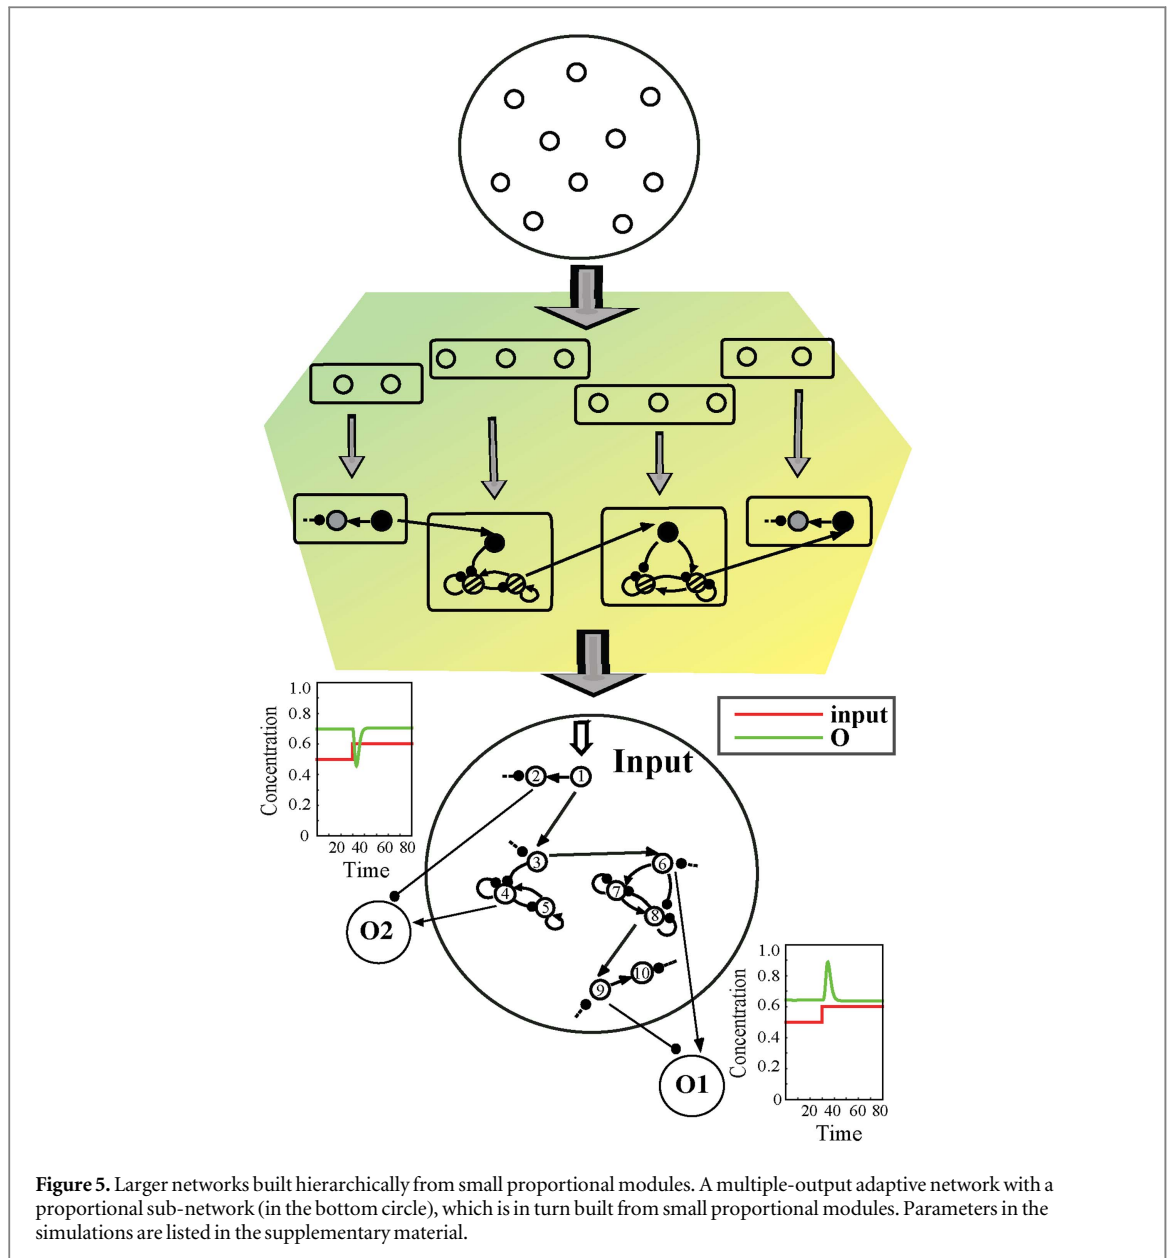 1.0
0.8
0.6
0.4
0.2
0
Concentration
20 40 60 80
Time
input
O
Input
2
1
3
6
4
5
7
8
9
10
O2
O1
1.0
0.8
0.6
0.4
0.2
0
Concentration
20 40 60 80
Time
Figure 5. Larger networks built hierarchically from small proportional modules. A multiple-output adaptive network with a
proportional sub-network (in the bottom circle), which is in turn built from small proportional modules. Parameters in the
simulations are listed in the supplementary material.